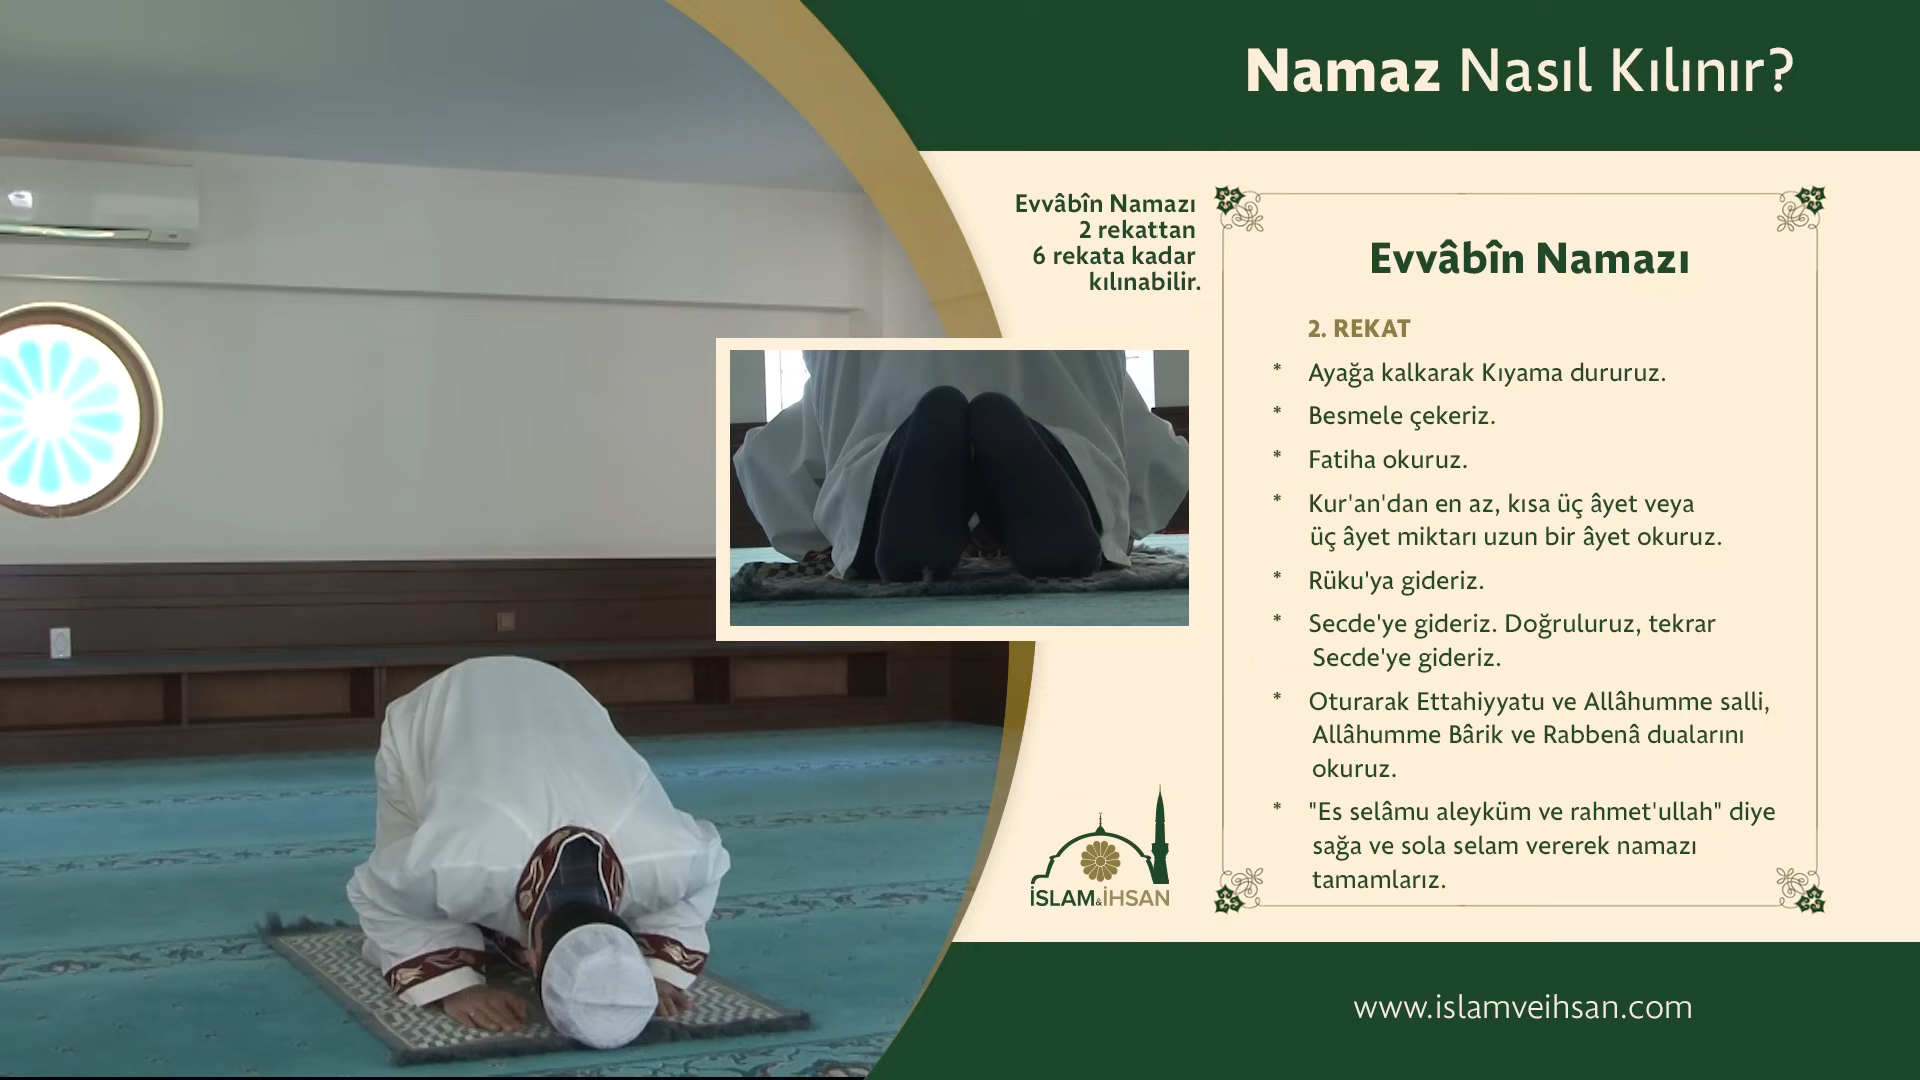 Namaz Nasıl Kılınır?
Evvâbîn Namazı
2 rekattan
6 rekata kadar
kılınabilir.
Evvâbîn Namazı
2. REKAT
* Ayağa kalkarak Kıyama dururuz.
* Besmele çekeriz.
* Fatiha okuruz.
* Kur'an'dan en az, kısa üç âyet veya
üç âyet miktarı uzun bir âyet okuruz.
* Rüku'ya gideriz.
* Secde'ye gideriz. Doğruluruz, tekrar
Secde'ye gideriz.
* Oturarak Ettahiyyatu ve Allâhumme salli,
Allâhumme Bârik ve Rabbenâ dualarını
okuruz.
* "Es selâmu aleyküm ve rahmet'ullah" diye
sağa ve sola selam vererek namazı
tamamlarız.
İSLAM&İHSAN
www.islamveihsan.com